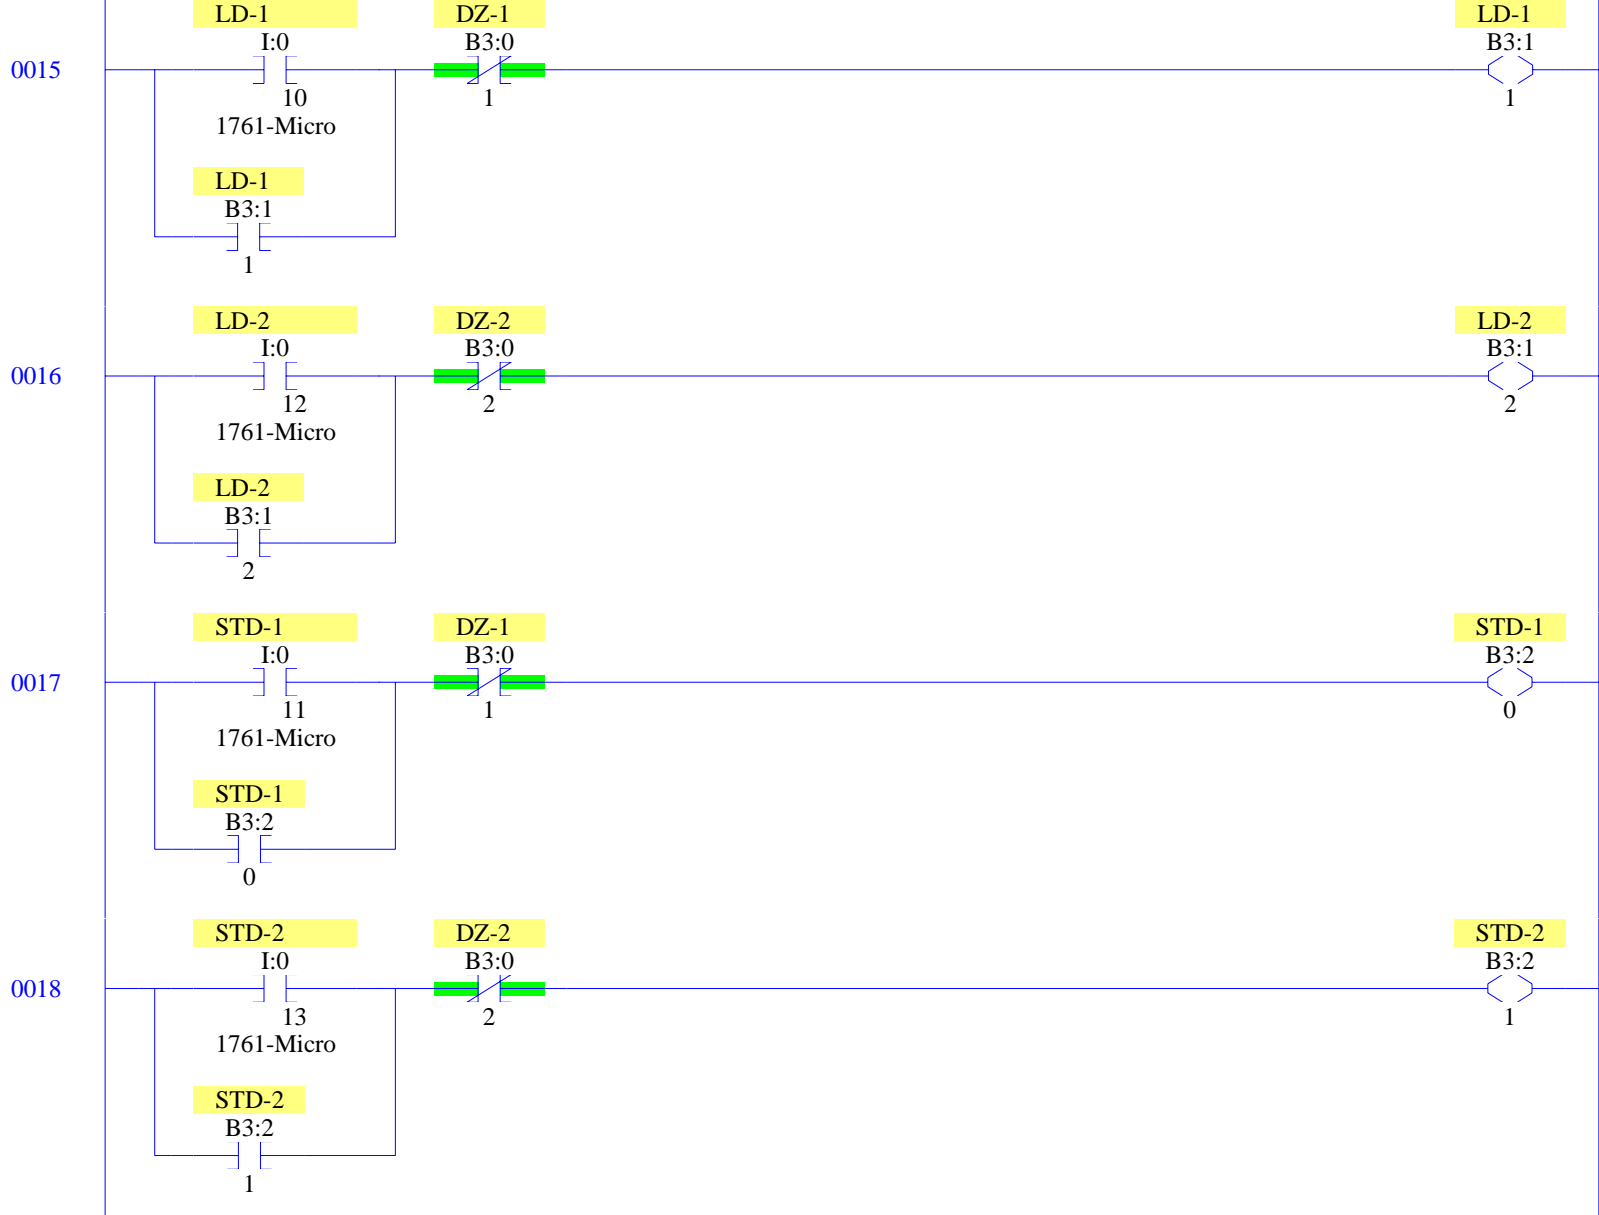 LD-1 DZ-1 LD-1
I:0 B3:0 B3:1
0015
10 1 1
1761-Micro
LD-1
B3:1
1
LD-2 DZ-2 LD-2
I:0 B3:0 B3:1
0016
12 2 2
1761-Micro
LD-2
B3:1
2
STD-1 DZ-1 STD-1
I:0 B3:0 B3:2
0017
11 1 0
1761-Micro
STD-1
B3:2
0
STD-2 DZ-2 STD-2
I:0 B3:0 B3:2
0018
13 2 1
1761-Micro
STD-2
B3:2
1